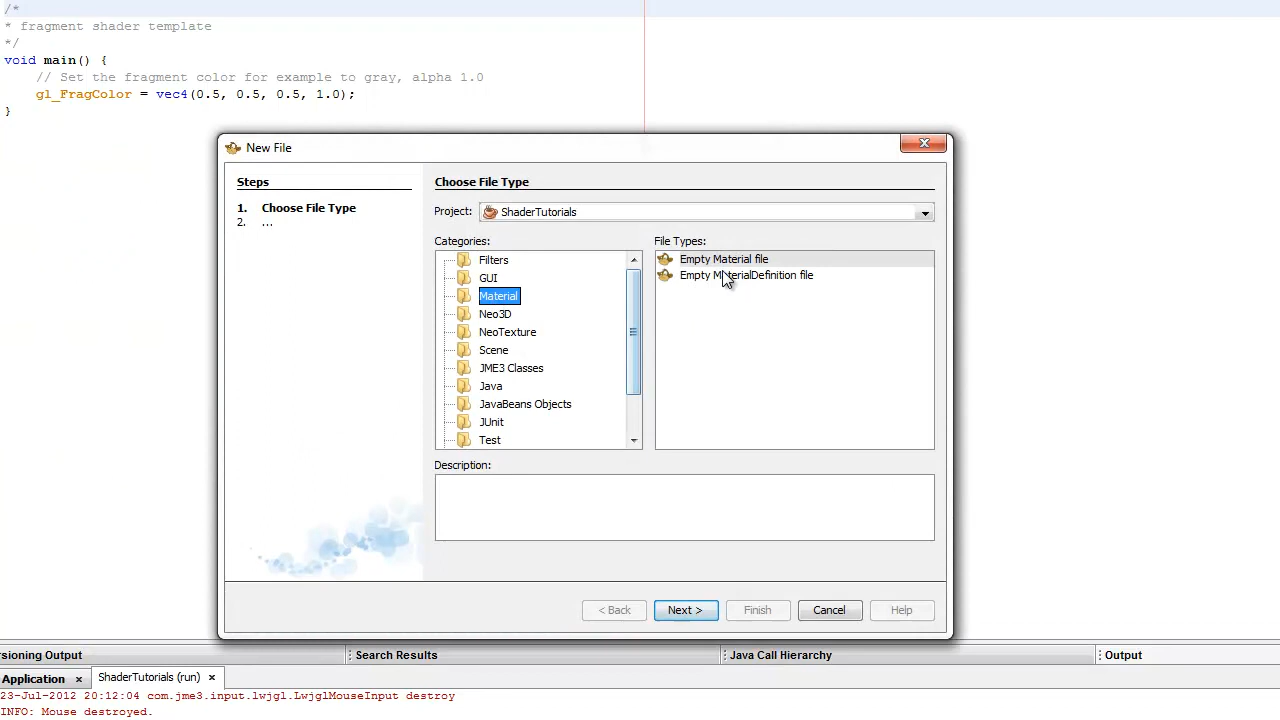 /*
* fragment shader template
*/
void main() {
// Set the fragment color for example to gray, alpha 1.0
gl_FragColor = vec4(0.5, 0.5, 0.5, 1.0);
}
New File
Steps
1. Choose File Type
2. ...
Choose File Type
Project: ShaderTutorials
Categories:
Filters
GUI
Material
Neo3D
NeoTexture
Scene
JME3 Classes
Java
JavaBeans Objects
JUnit
Test
File Types:
Empty Material file
Empty MaterialDefinition file
Description:
< Back Next > Finish Cancel Help
rsioning Output Search Results Java Call Hierarchy Output
Application ShaderTutorials (run)
23-Jul-2012 20:12:04 com.jme3.input.lwjgl.LwjglMouseInput destroy
INFO: Mouse destroyed.